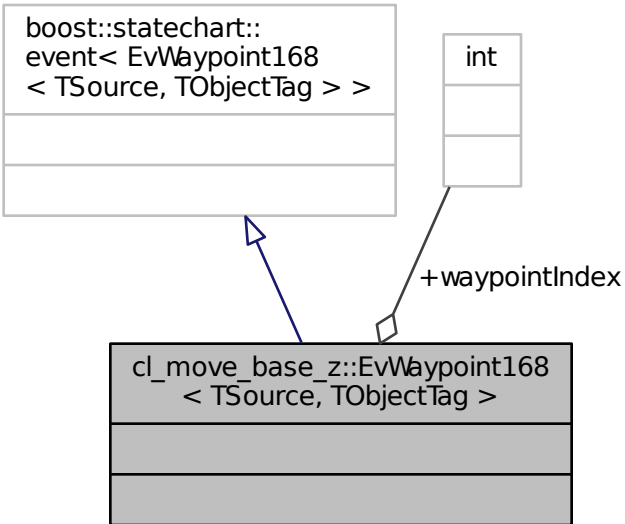 boost::statechart::
event< EvWaypoint168
< TSource, TObjectTag > >
int
+waypointIndex
cl_move_base_z::EvWaypoint168
< TSource, TObjectTag >